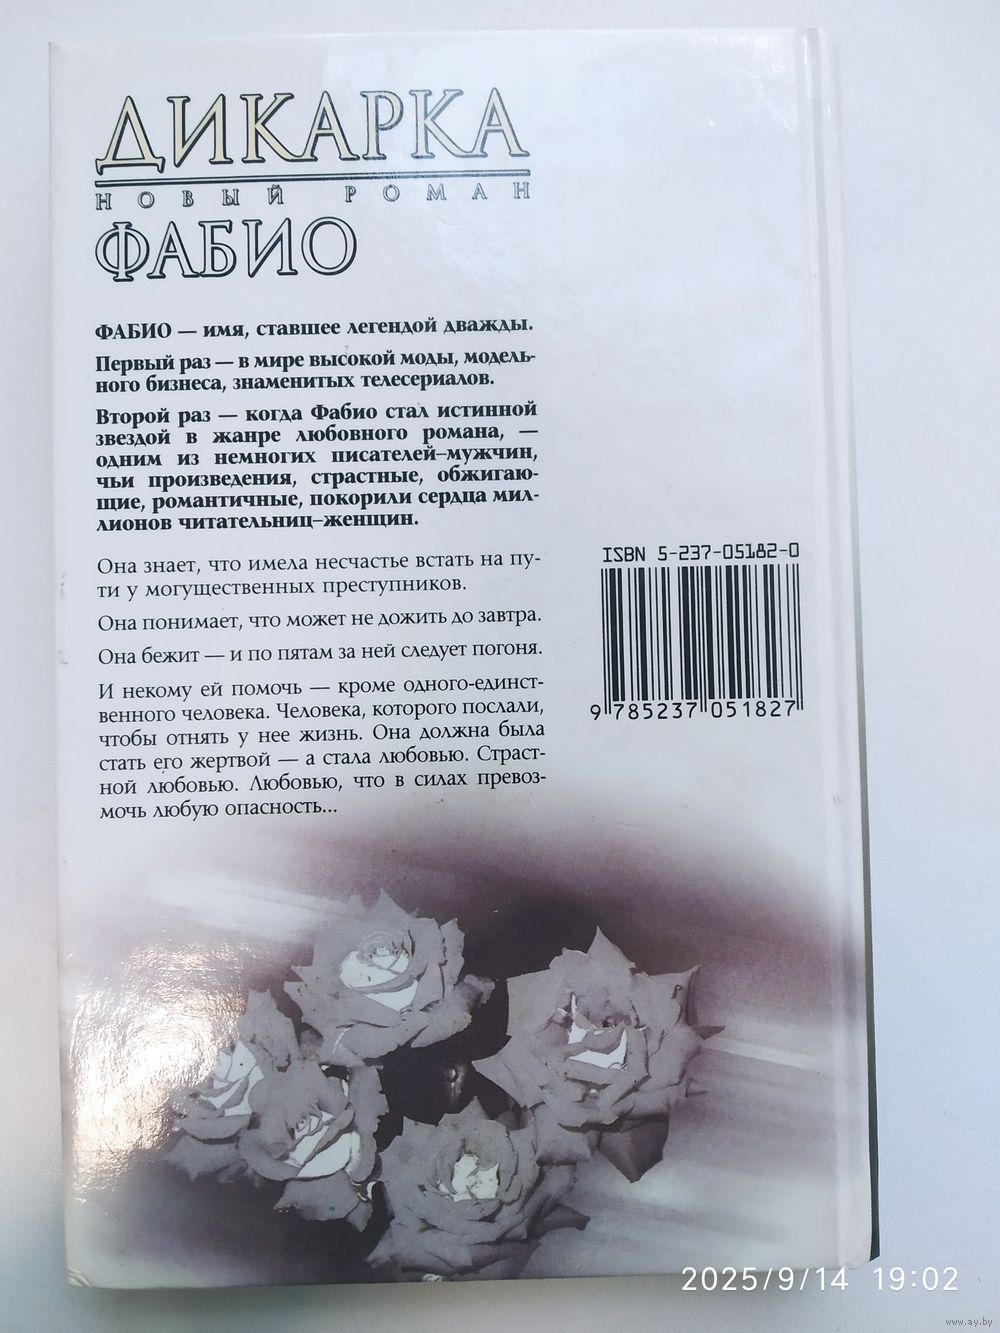 ДИКАРКА
НОВЫЙ РОМАН
ФАБИО
ФАБИО — имя, ставшее легендой дважды.
Первый раз — в мире высокой моды, модель-
ного бизнеса, знаменитых телесериалов.
Второй раз — когда Фабио стал истинной
звездой в жанре любовного романа, —
одним из немногих писателей–мужчин,
чьи произведения, страстные, обжигаю-
щие, романтичные, покорили сердца мил-
лионов читательниц–женщин.
Она знает, что имела несчастье встать на пу-
ти у могущественных преступников.
Она понимает, что может не дожить до завтра.
Она бежит — и по пятам за ней следует погоня.
И некому ей помочь — кроме одного-единст-
венного человека. Человека, которого послали,
чтобы отнять у нее жизнь. Она должна была
стать его жертвой — а стала любовью. Страст-
ной любовью. Любовью, что в силах превоз-
мочь любую опасность...
ISBN 5-237-05182-0
9 785237 051827
2025/9/14 19:02
www.ay.by